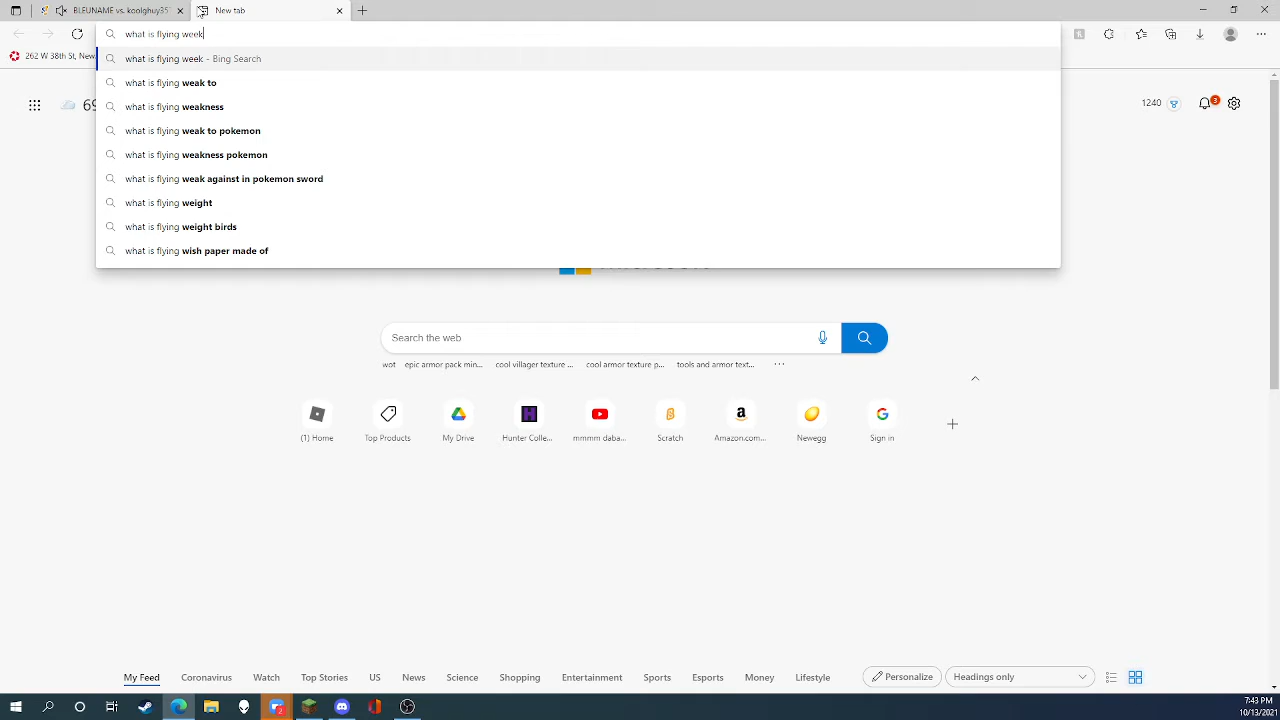 BLEUNAME vs. koolghuy35
New tab
what is flying week
262 W 38th St, New
what is flying week - Bing Search
what is flying weak to
what is flying weakness
what is flying weak to pokemon
what is flying weakness pokemon
what is flying weak against in pokemon sword
what is flying weight
what is flying weight birds
what is flying wish paper made of
69
1240
3
Search the web
wot epic armor pack min... cool villager texture ... cool armor texture p... tools and armor text... ...
(1) Home Top Products My Drive Hunter Colle... mmmm daba... Scratch Amazon.com... Newegg Sign in
My Feed Coronavirus Watch Top Stories US News Science Shopping Entertainment Sports Esports Money Lifestyle Personalize Headings only
7:43 PM
10/13/2021